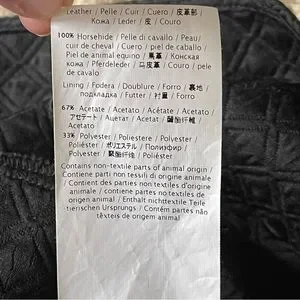 Leather / Pelle / Cuir / Cuero / 皮革部
Кожа / Leder / 皮 / Couro
100% Horsehide / Pelle di cavallo / Peau/
cuir de cheval / Cuero / piel de caballo /
Piel de animal equino / 馬革 / Конская
кожа / Pferdeleder / 马皮革 / Couro de
cavalo
Lining / Fodera / Doublure / Forro / 裏地 /
подкладка / Futter / 衬里 / Forro
67% Acetate / Acetato / Acétate / Acetato /
アセテート / Ацетат / Acetat / 醋酯纤维 /
Acetato
33% Polyester / Poliestere / Polyester /
Poliéster / ポリエステル / Полиэфир /
Polyester / 聚酯纤维 / Poliéster
Contains non-textile parts of animal origin /
Contiene parti non tessili di origine animale
/ Contient des parties non textiles d'origine
animale / Contiene partes no textiles de
origen animal / Enthält nichttextile Teile
tierischen Ursprungs / Contém partes não
têxteis de origem animal